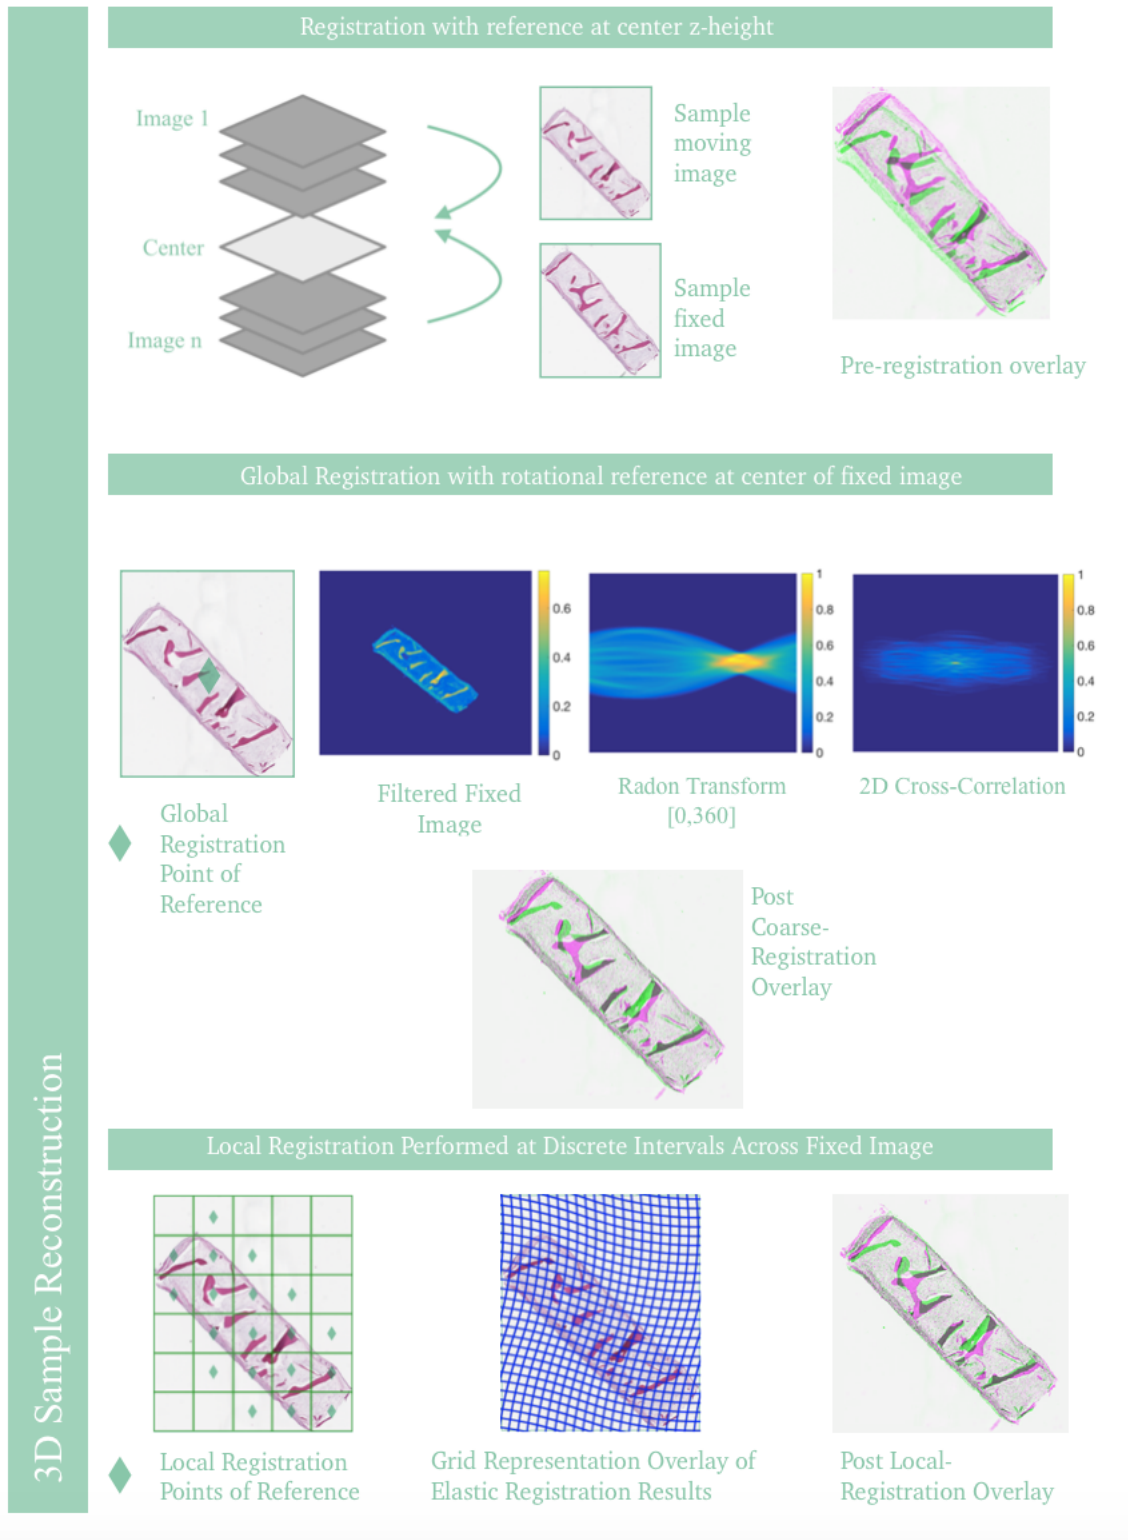 3D Sample Reconstruction
Registration with reference at center z-height
Image 1
Center
Image n
Sample
moving
image
Sample
fixed
image
Pre-registration overlay
Global Registration with rotational reference at center of fixed image
0.6
0.4
0.2
0
1
0.8
0.6
0.4
0.2
0
1
0.8
0.6
0.4
0.2
0
Global
Registration
Point of
Reference
Filtered Fixed
Image
Radon Transform
[0,360]
2D Cross-Correlation
Post
Coarse-
Registration
Overlay
Local Registration Performed at Discrete Intervals Across Fixed Image
Local Registration
Points of Reference
Grid Representation Overlay of
Elastic Registration Results
Post Local-
Registration Overlay